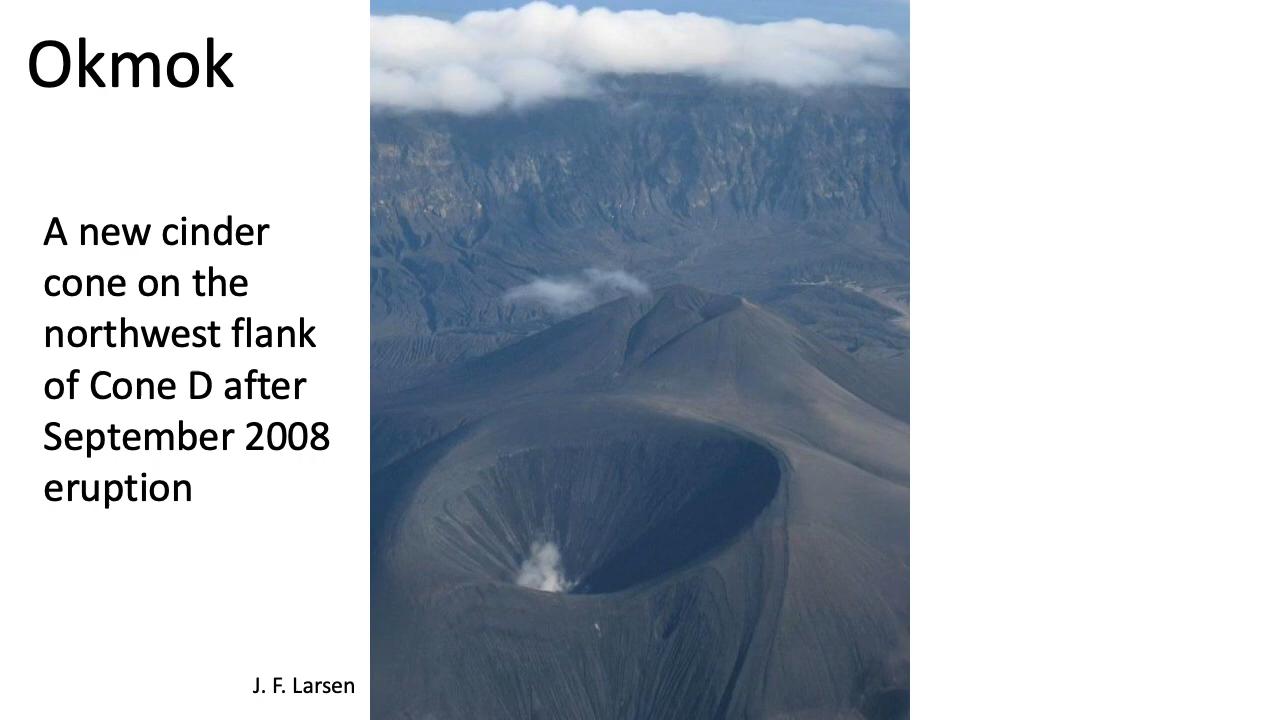 Okmok
A new cinder
cone on the
northwest flank
of Cone D after
September 2008
eruption
J. F. Larsen